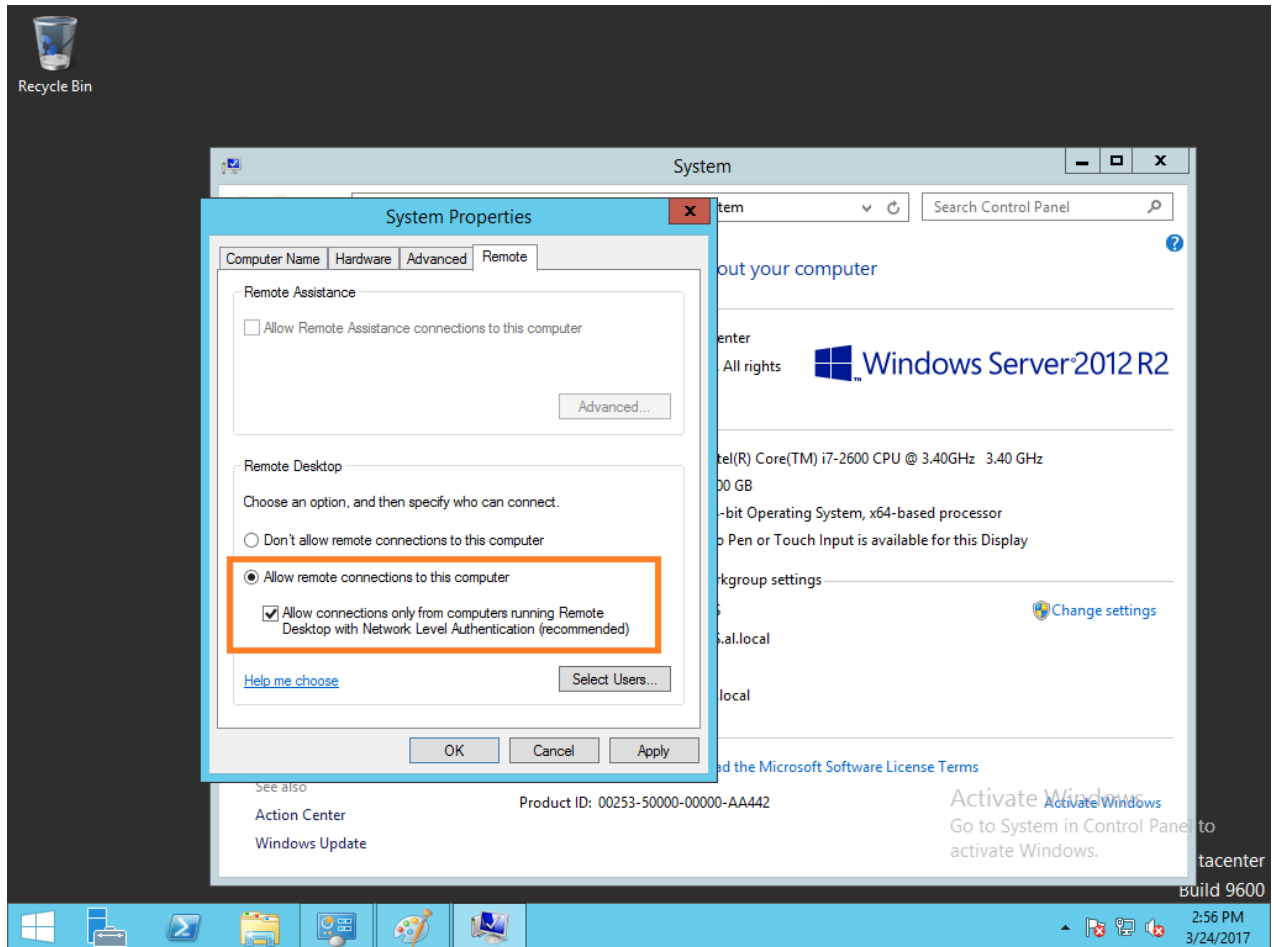 Recycle Bin
System
tem
Search Control Panel
System Properties
Computer Name
Hardware
Advanced
Remote
out your computer
Remote Assistance
Allow Remote Assistance connections to this computer
Advanced...
enter
. All rights
Windows Server 2012 R2
Remote Desktop
Choose an option, and then specify who can connect.
Don't allow remote connections to this computer
Allow remote connections to this computer
Allow connections only from computers running Remote
Desktop with Network Level Authentication (recommended)
Help me choose
Select Users...
OK
Cancel
Apply
tel(R) Core(TM) i7-2600 CPU @ 3.40GHz 3.40 GHz
00 GB
-bit Operating System, x64-based processor
o Pen or Touch Input is available for this Display
rkgroup settings
Change settings
.al.local
.local
ad the Microsoft Software License Terms
See also
Action Center
Windows Update
Product ID: 00253-50000-00000-AA442
Activate Windows
Activate Windows
Go to System in Control Panel to
activate Windows.
tacenter
Build 9600
2:56 PM
3/24/2017